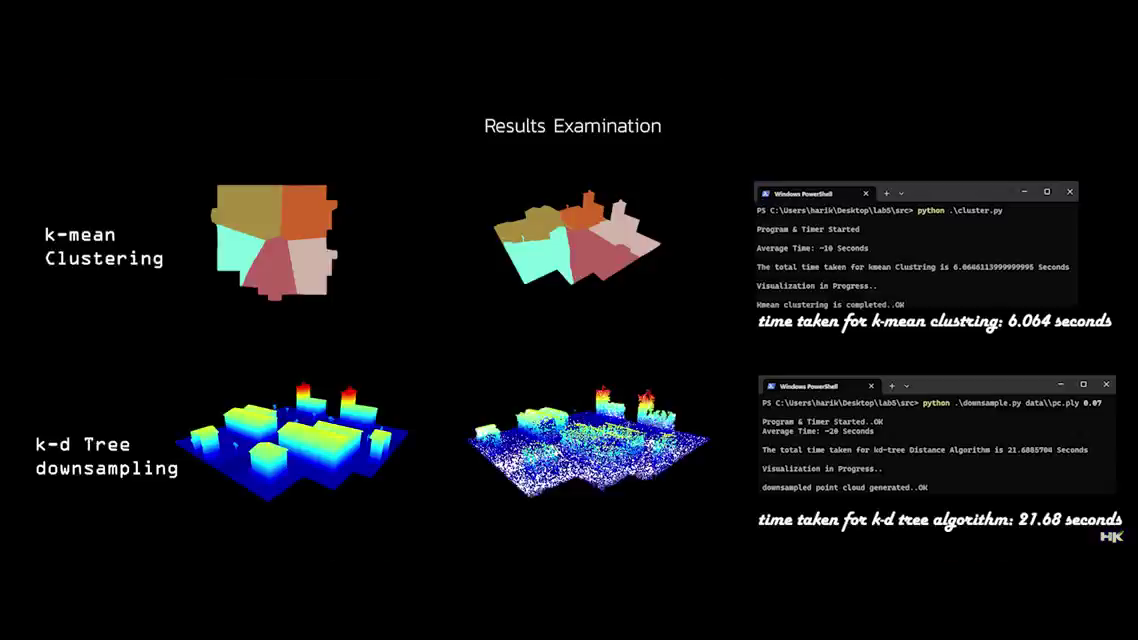 Results Examination
k-mean
Clustering
Windows PowerShell
PS C:\Users\harik\Desktop\lab5\src> python .\cluster.py
Program & Timer Started
Average Time: ~10 Seconds
The total time taken for kmean Clustring is 6.0646113999999995 Seconds
Visualization in Progress..
Kmean clustering is completed..OK
time taken for k-mean clustring: 6.064 seconds
k-d Tree
downsampling
Windows PowerShell
PS C:\Users\harik\Desktop\lab5\src> python .\downsample.py data\\pc.ply 0.07
Program & Timer Started..OK
Average Time: ~20 Seconds
The total time taken for kd-tree Distance Algorithm is 21.6885704 Seconds
Visualization in Progress..
downsampled point cloud generated..OK
time taken for k-d tree algorithm: 21.68 seconds
HK